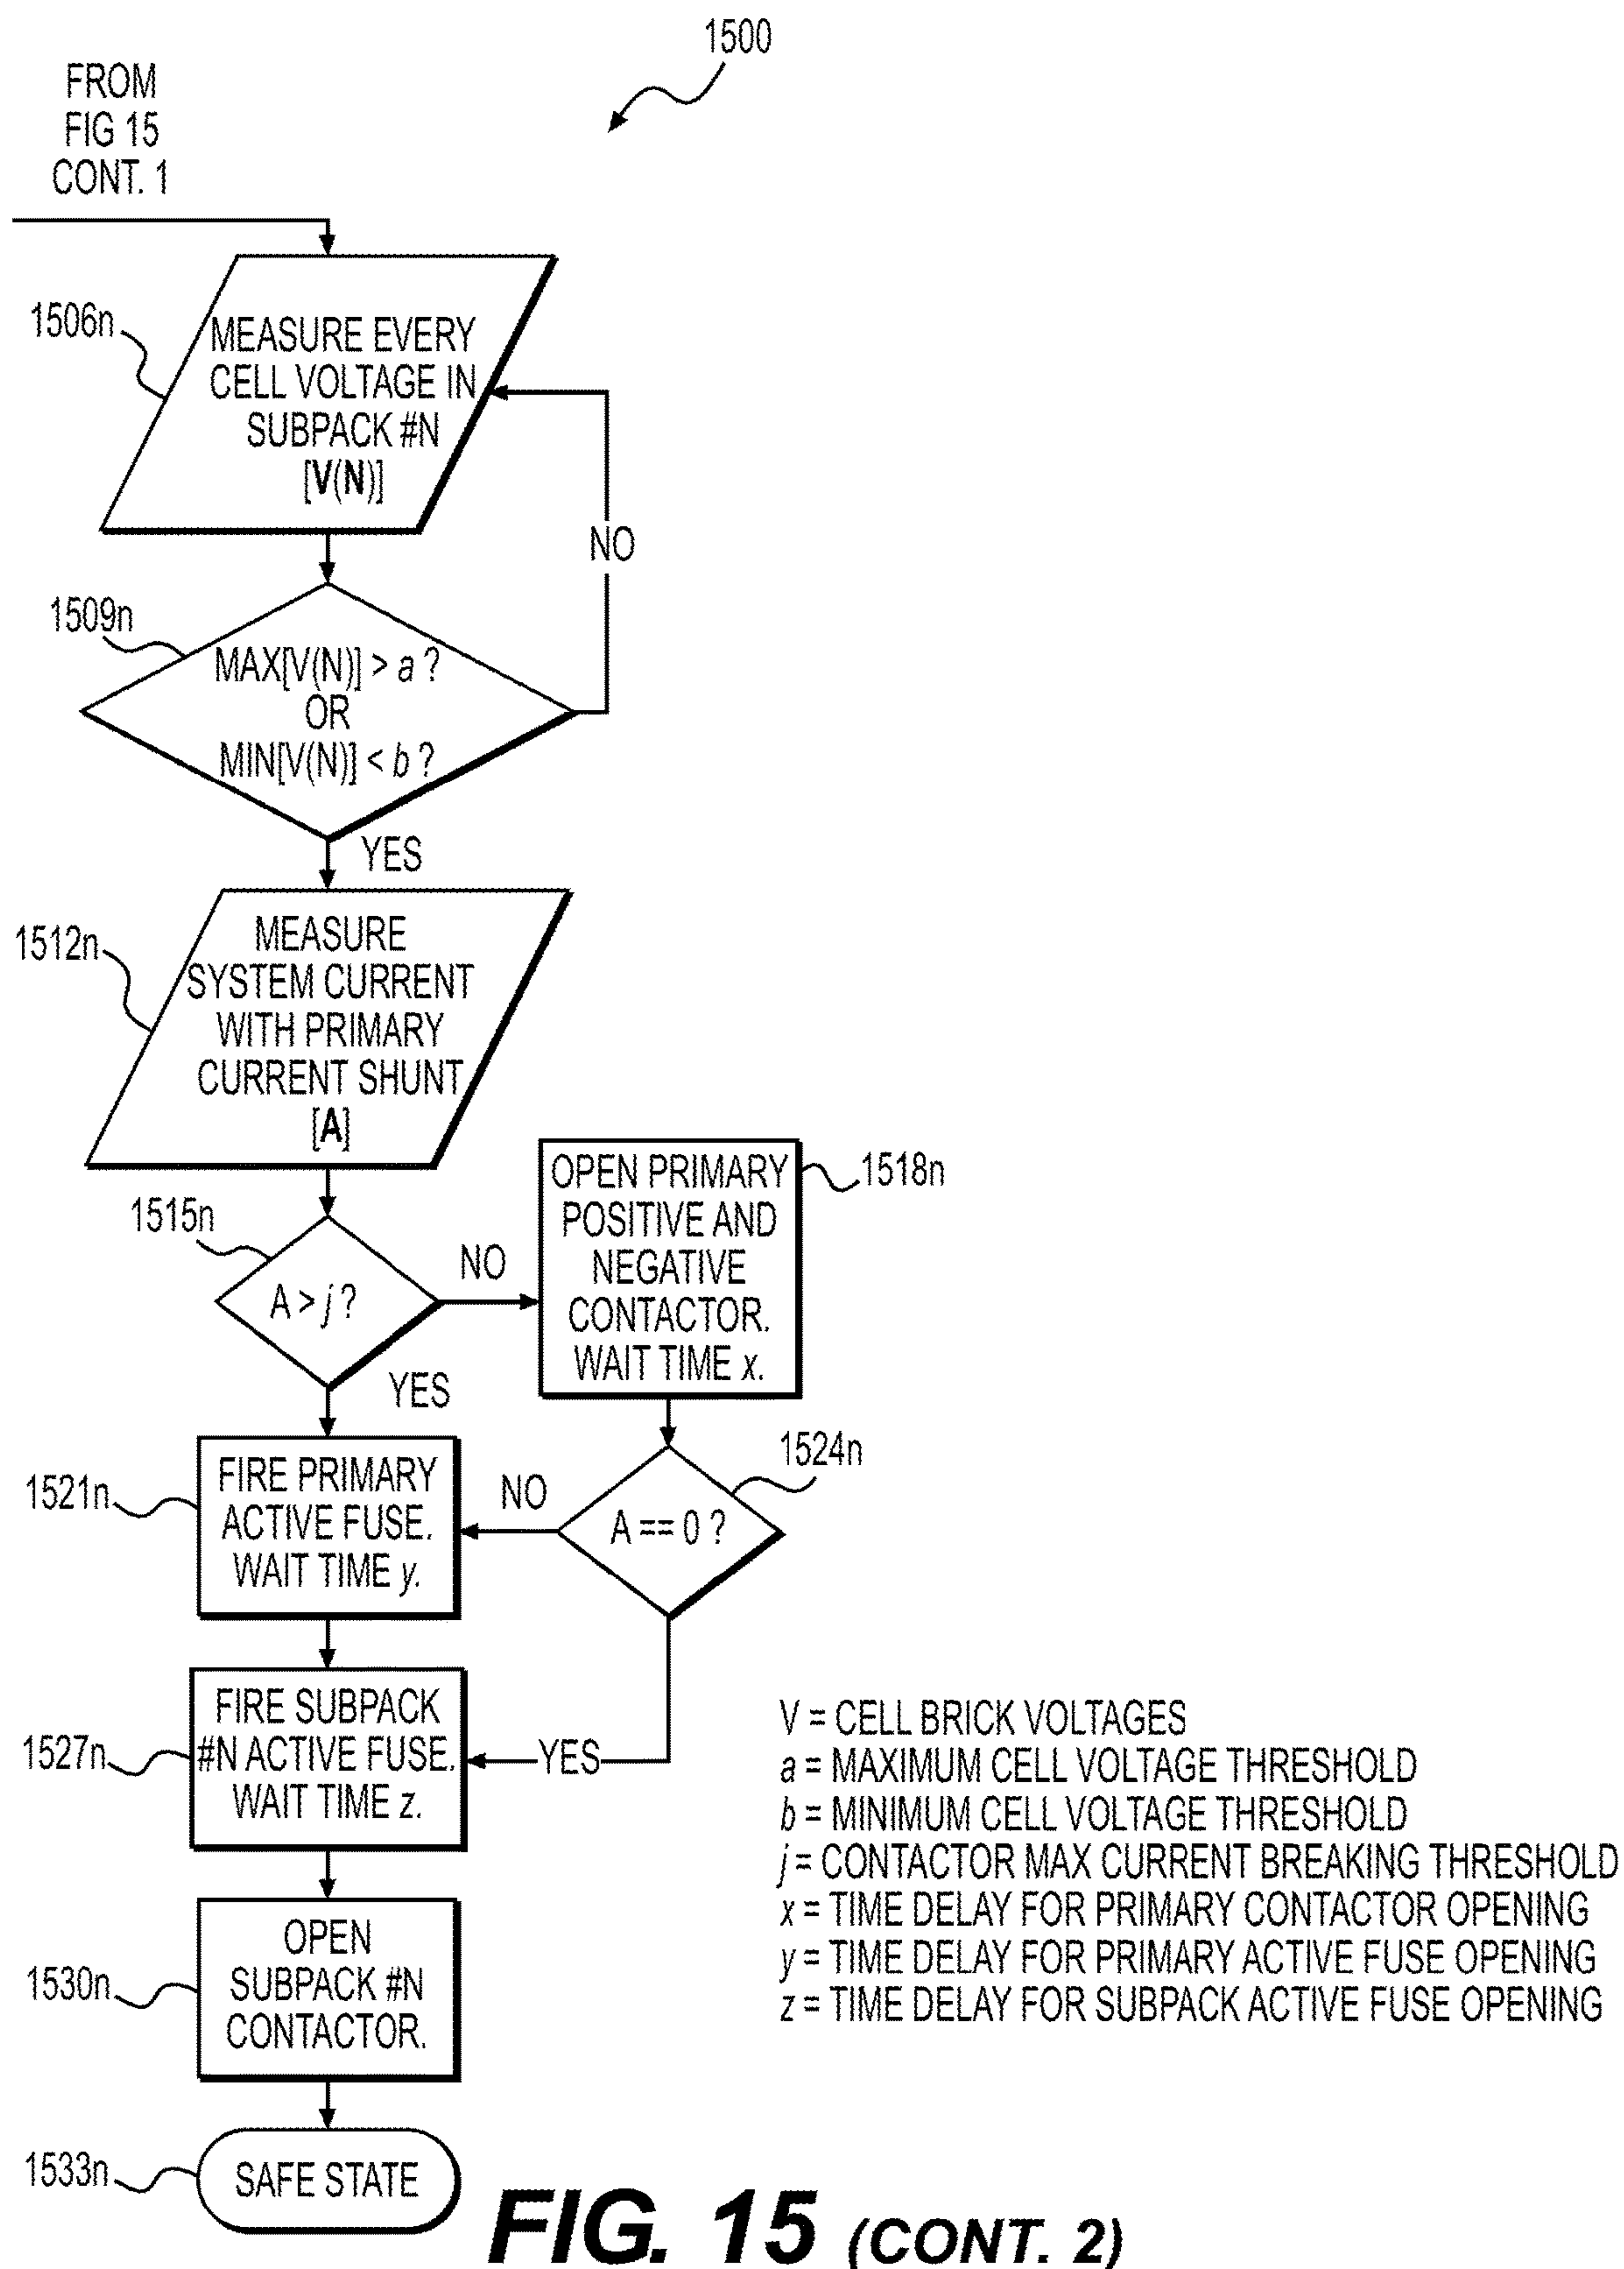 1500
FROM
FIG 15
CONT. 1
1506n
MEASURE EVERY
CELL VOLTAGE IN
SUBPACK #N
[V(N)]
NO
1509n
MAX[V(N)] > a ?
OR
MIN[V(N)] < b ?
YES
1512n
MEASURE
SYSTEM CURRENT
WITH PRIMARY
CURRENT SHUNT
[A]
1515n
A > j ?
NO
YES
OPEN PRIMARY
POSITIVE AND
NEGATIVE
CONTACTOR.
WAIT TIME x.
1518n
1521n
FIRE PRIMARY
ACTIVE FUSE.
WAIT TIME y.
NO
A == 0 ?
1524n
YES
1527n
FIRE SUBPACK
#N ACTIVE FUSE.
WAIT TIME z.
1530n
OPEN
SUBPACK #N
CONTACTOR.
1533n
SAFE STATE
V = CELL BRICK VOLTAGES
a = MAXIMUM CELL VOLTAGE THRESHOLD
b = MINIMUM CELL VOLTAGE THRESHOLD
j = CONTACTOR MAX CURRENT BREAKING THRESHOLD
x = TIME DELAY FOR PRIMARY CONTACTOR OPENING
y = TIME DELAY FOR PRIMARY ACTIVE FUSE OPENING
z = TIME DELAY FOR SUBPACK ACTIVE FUSE OPENING
FIG. 15 (CONT. 2)